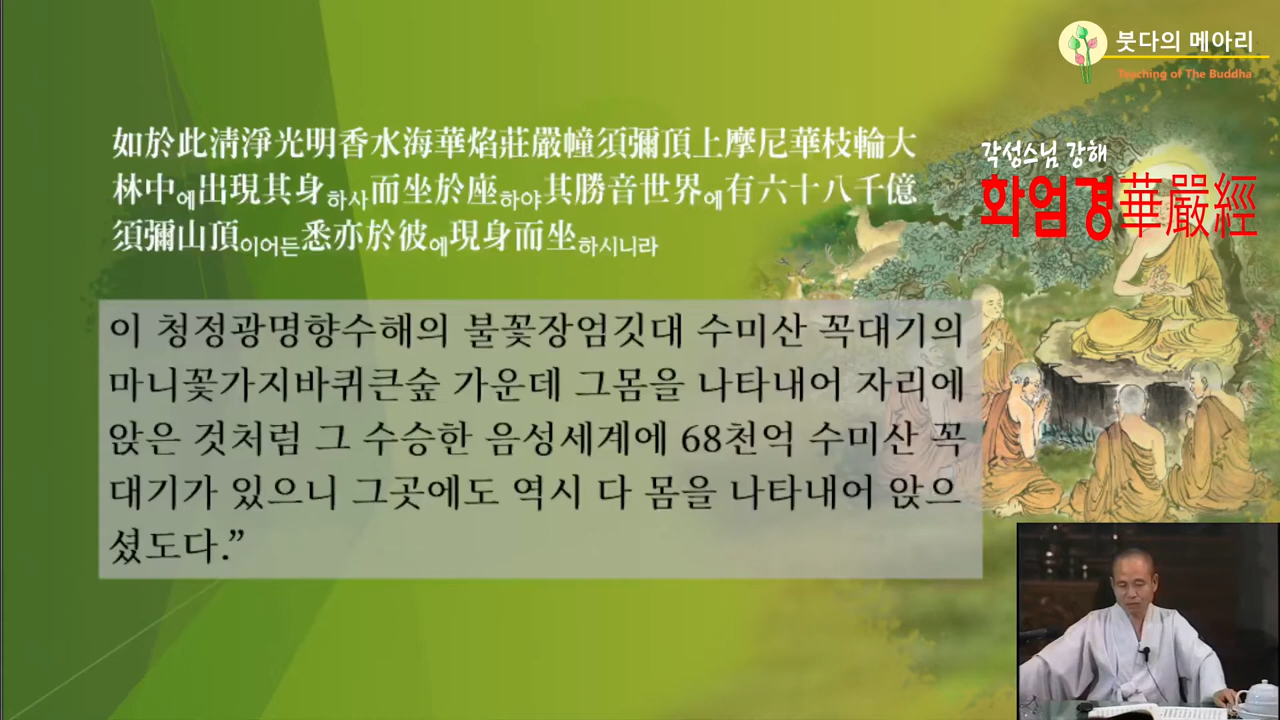 붓다의 메아리
Teaching of The Buddha
각성스님 강해
화엄경華嚴經
如於此淸淨光明香水海華焰莊嚴幢須彌頂上摩尼華枝輪大
林中에出現其身하사而坐於座하야其勝音世界에有六十八千億
須彌山頂이어든悉亦於彼에現身而坐하시니라
이 청정광명향수해의 불꽃장엄깃대 수미산 꼭대기의
마니꽃가지바퀴큰숲 가운데 그몸을 나타내어 자리에
앉은 것처럼 그 수승한 음성세계에 68천억 수미산 꼭
대기가 있으니 그곳에도 역시 다 몸을 나타내어 앉으
셨도다.”